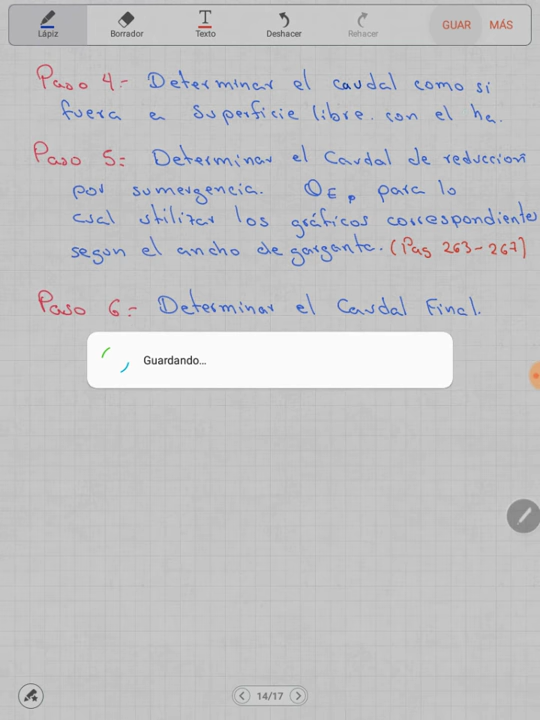 Lápiz Borrador Texto Deshacer Rehacer GUAR MÁS
Paso 4.- Determinar el caudal como si
fuera a superficie libre. con el ha.
Paso 5= Determinar el Caudal de reduccion
por sumergencia. QE, para lo
cual utilizar los gráficos correspondiente
segun el ancho de garganta. (Pag 263-267)
Paso 6.- Determinar el Caudal Final.
Guardando...
14/17